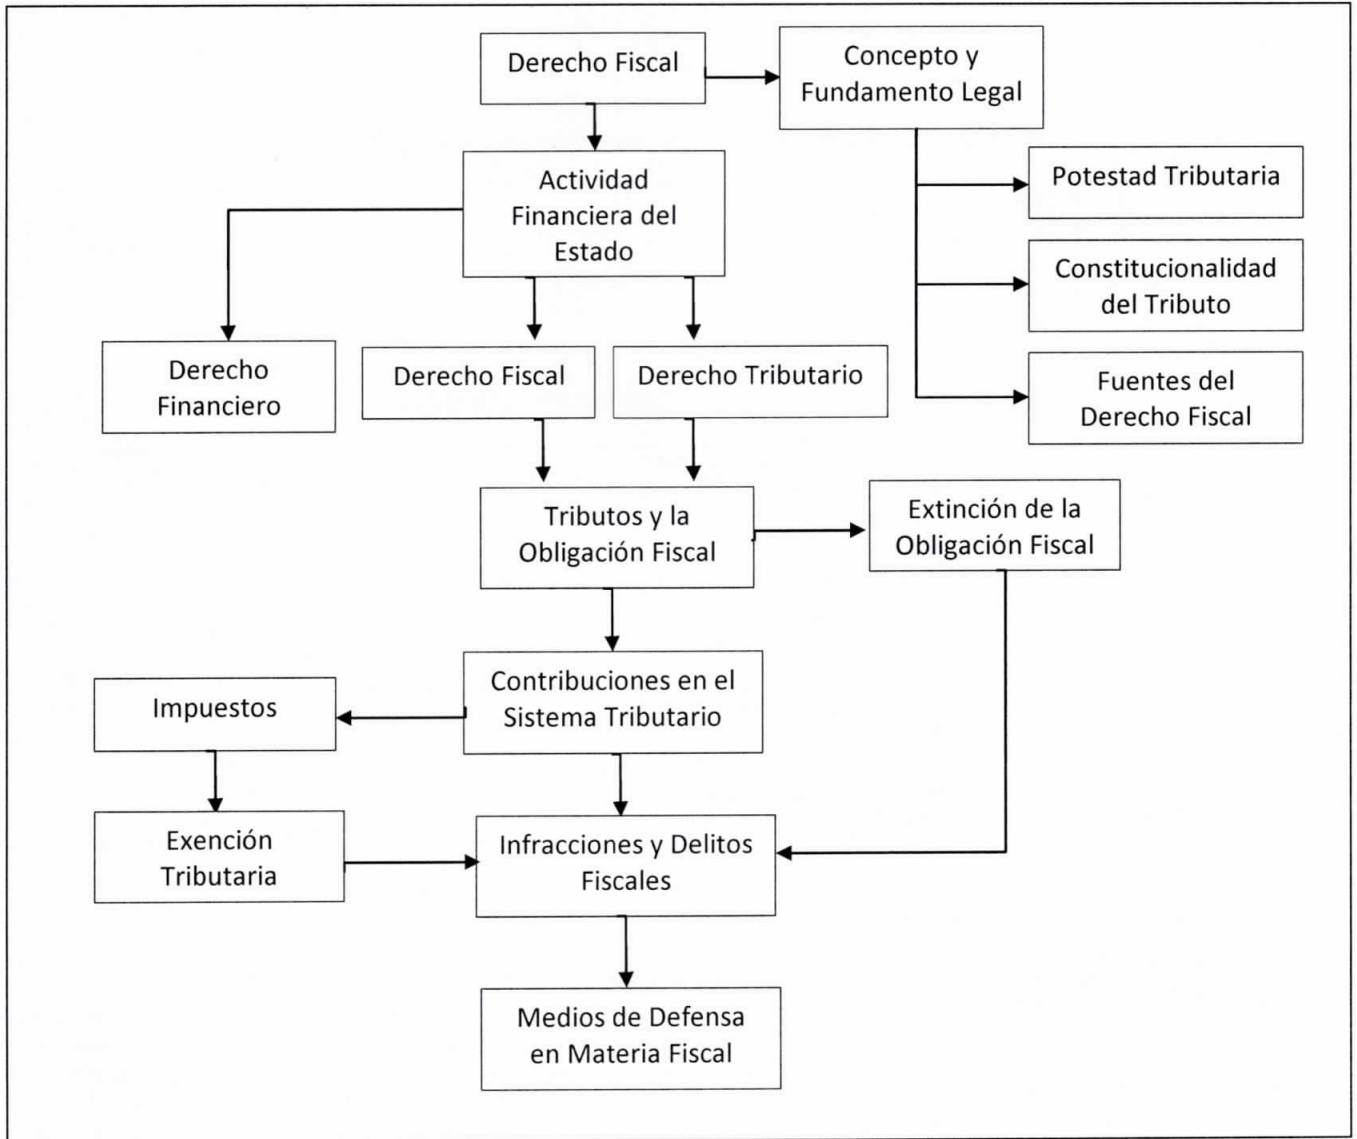 Derecho Fiscal
Concepto y
Fundamento Legal
Actividad
Financiera del
Estado
Potestad Tributaria
Constitucionalidad
del Tributo
Fuentes del
Derecho Fiscal
Derecho
Financiero
Derecho Fiscal
Derecho Tributario
Tributos y la
Obligación Fiscal
Extinción de la
Obligación Fiscal
Contribuciones en el
Sistema Tributario
Impuestos
Exención
Tributaria
Infracciones y Delitos
Fiscales
Medios de Defensa
en Materia Fiscal